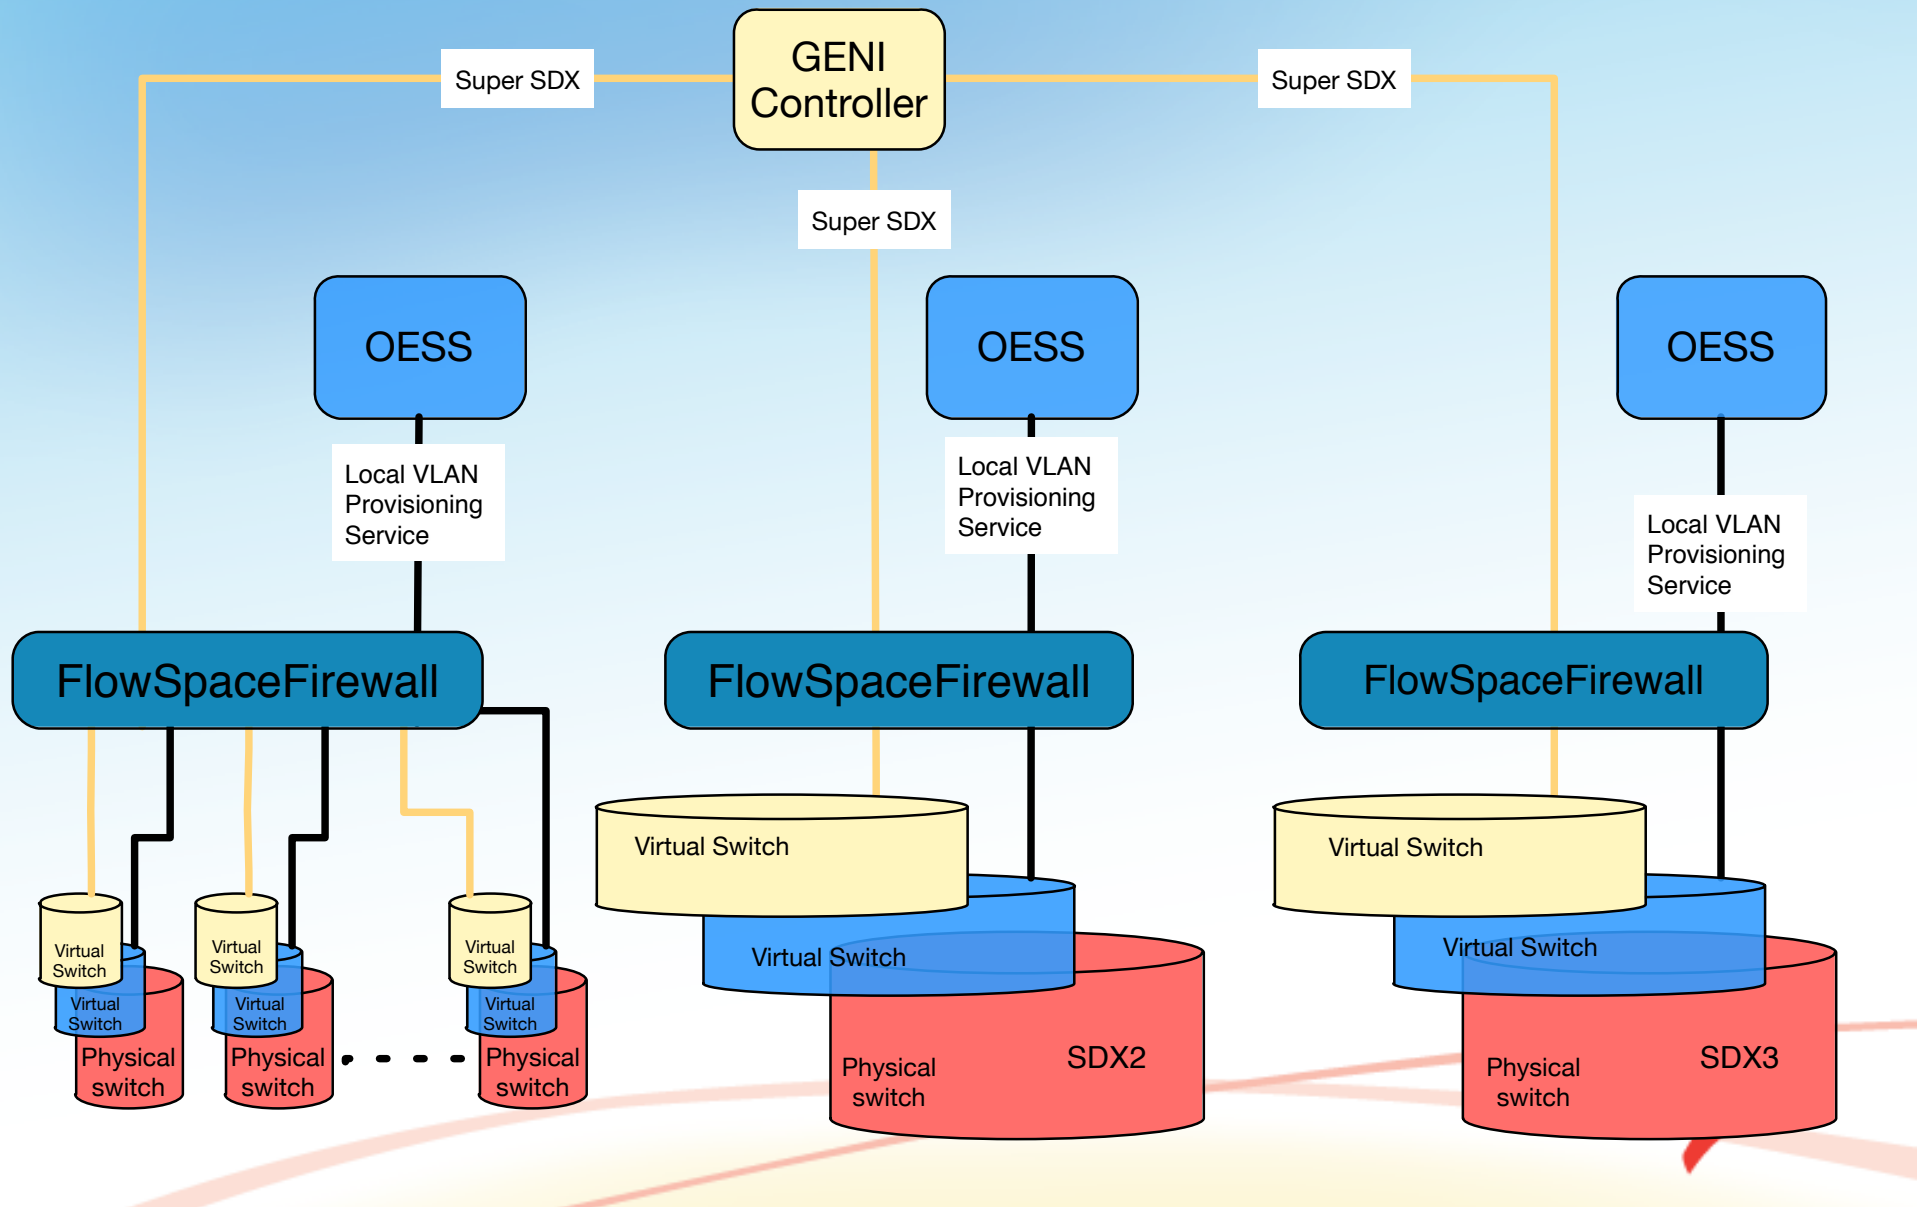 GENI
Controller
Super SDX
Super SDX
Super SDX
OESS
OESS
OESS
Local VLAN
Provisioning
Service
Local VLAN
Provisioning
Service
Local VLAN
Provisioning
Service
FlowSpaceFirewall
FlowSpaceFirewall
FlowSpaceFirewall
Virtual
Switch
Virtual
Switch
Physical
switch
Virtual
Switch
Virtual
Switch
Physical
switch
Virtual
Switch
Virtual
Switch
Physical
switch
Virtual Switch
Virtual Switch
Physical
switch
SDX2
Virtual Switch
Virtual Switch
Physical
switch
SDX3